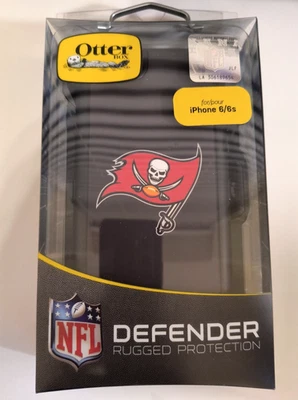 Otter
BOX
for/pour
iPhone 6/6s
NFL
DEFENDER
RUGGED PROTECTION